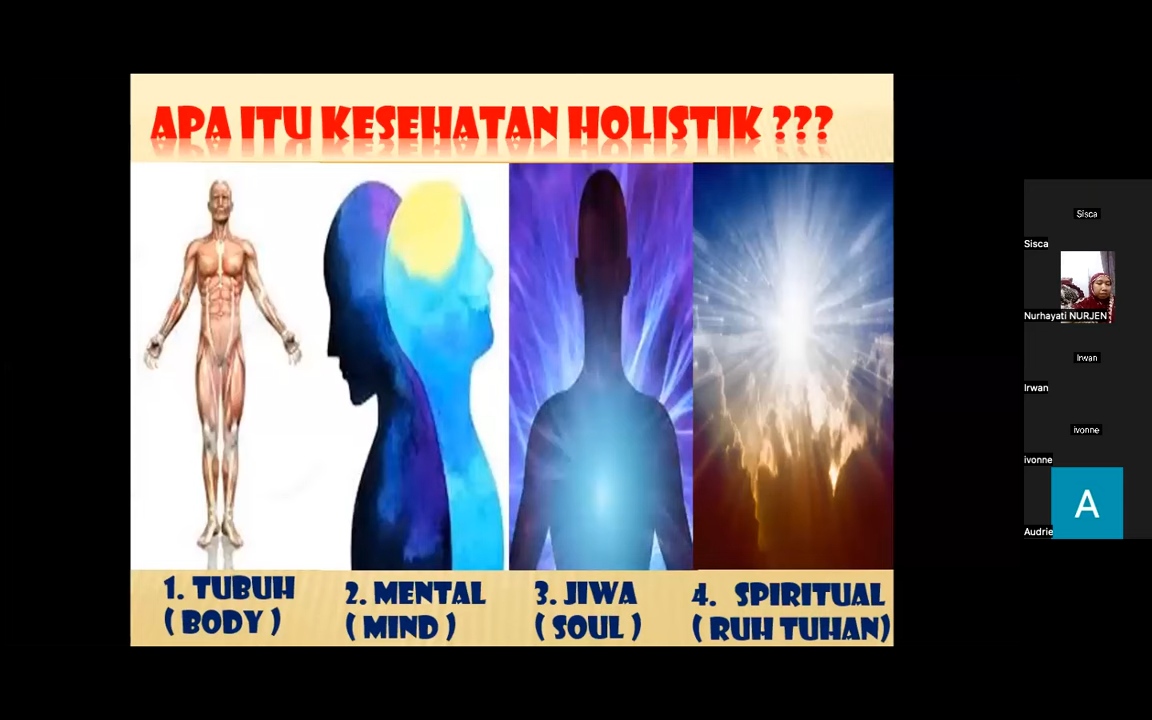 APA ITU KESEHATAN HOLISTIK ???
1. TUBUH
( BODY )
2. MENTAL
( MIND )
3. JIWA
( SOUL )
4. SPIRITUAL
( RUH TUHAN)
Sisca
Sisca
Nurhayati NURJEN
Irwan
Irwan
ivonne
ivonne
A
Audrie